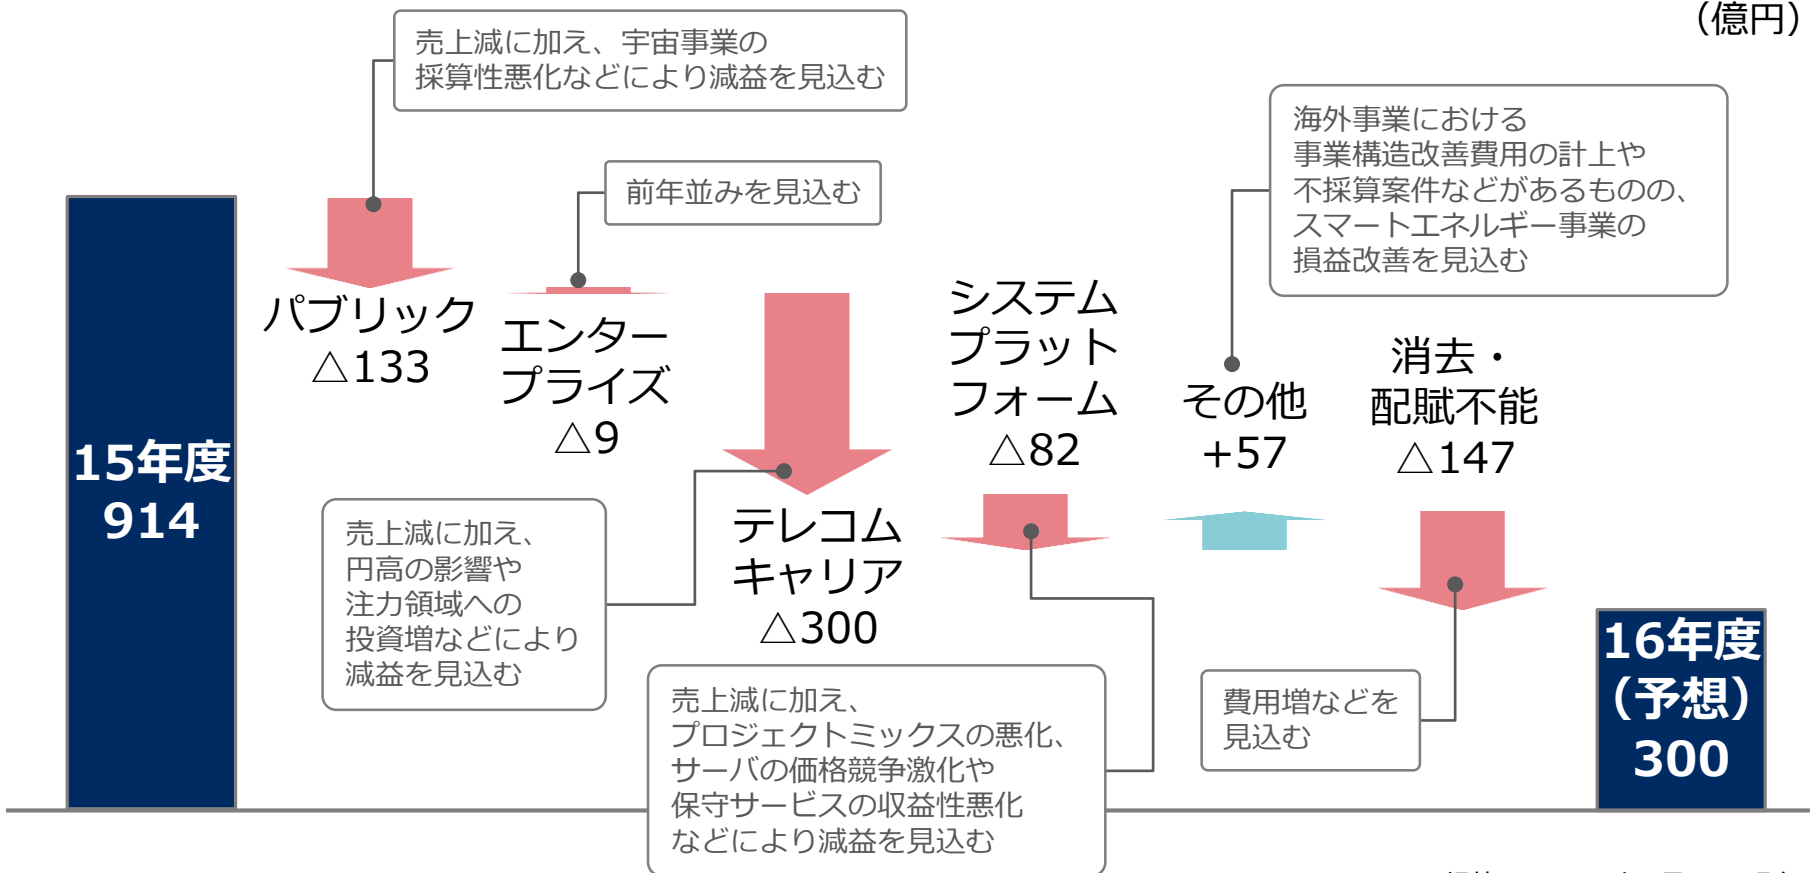 (億円)
売上減に加え、宇宙事業の
採算性悪化などにより減益を見込む
前年並みを見込む
海外事業における
事業構造改善費用の計上や
不採算案件などがあるものの、
スマートエネルギー事業の
損益改善を見込む
15年度
914
パブリック
△133
エンター
プライズ
△9
テレコム
キャリア
△300
システム
プラット
フォーム
△82
その他
+57
消去・
配賦不能
△147
16年度
(予想)
300
売上減に加え、
円高の影響や
注力領域への
投資増などにより
減益を見込む
売上減に加え、
プロジェクトミックスの悪化、
サーバの価格競争激化や
保守サービスの収益性悪化
などにより減益を見込む
費用増などを
見込む